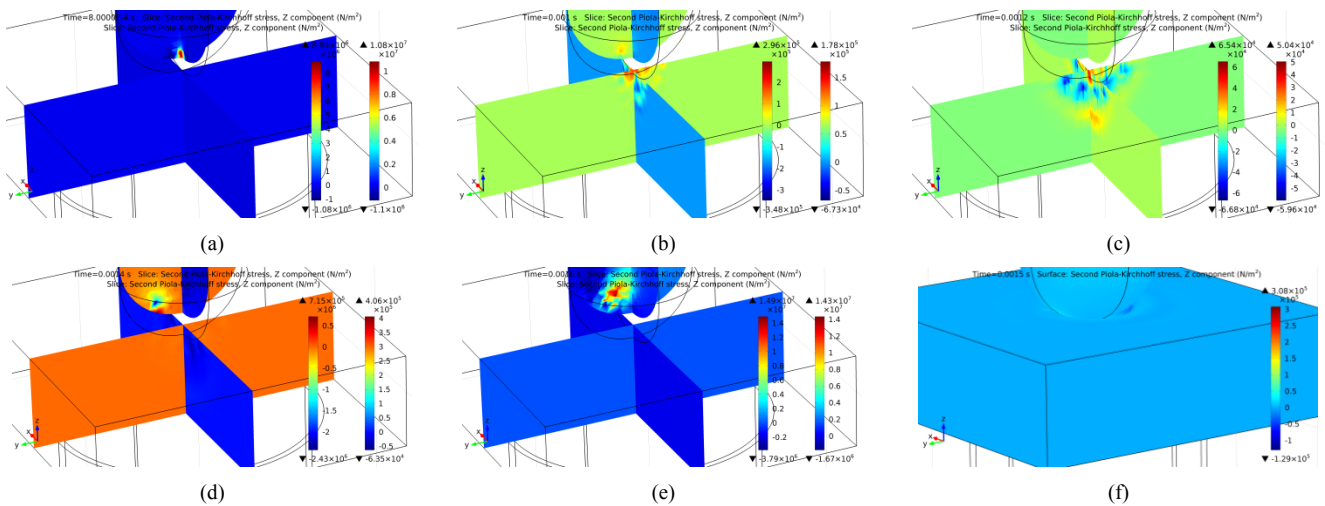 Time=8.0000E-4 s Slice: Second Piola-Kirchhoff stress, Z component (N/m²)
Slice: Second Piola-Kirchhoff stress, Z component (N/m²)
▲ 1.08×10⁷
×10⁷
1
0.8
0.6
0.4
0.2
0
▼ -1.08×10⁶ ▼ -1.1×10⁶
z
x
y
(a)
Time=0.001 s Slice: Second Piola-Kirchhoff stress, Z component (N/m²)
Slice: Second Piola-Kirchhoff stress, Z component (N/m²)
▲ 2.96×10⁵ ▲ 1.78×10⁵
×10⁵ ×10⁵
2 1.5
1 1
0 0.5
-1 0
-2
-3 -0.5
▼ -3.48×10⁵ ▼ -6.73×10⁴
z
x
y
(b)
Time=0.0012 s Slice: Second Piola-Kirchhoff stress, Z component (N/m²)
Slice: Second Piola-Kirchhoff stress, Z component (N/m²)
▲ 6.54×10⁴ ▲ 5.04×10⁴
×10⁴ ×10⁴
6 5
4 4
3
2 2
1
0 0
-1
-2 -2
-3
-4 -4
-5
-6
▼ -6.68×10⁴ ▼ -5.96×10⁴
z
x
y
(c)
Time=0.0014 s Slice: Second Piola-Kirchhoff stress, Z component (N/m²)
Slice: Second Piola-Kirchhoff stress, Z component (N/m²)
▲ 7.15×10⁵ ▲ 4.06×10⁵
×10⁶ ×10⁵
4
0.5 3.5
3
0 2.5
-0.5 2
-1 1.5
1
-1.5 0.5
-2 0
-0.5
▼ -2.43×10⁶ ▼ -6.35×10⁴
z
x
y
(d)
Slice: Second Piola-Kirchhoff stress, Z component (N/m²)
Slice: Second Piola-Kirchhoff stress, Z component (N/m²)
▲ 1.49×10⁷ ▲ 1.43×10⁷
×10⁷ ×10⁷
1.4 1.4
1.2 1.2
1 1
0.8 0.8
0.6 0.6
0.4 0.4
0.2 0.2
0 0
-0.2
▼ -3.79×10⁶ ▼ -1.67×10⁶
z
x
y
(e)
Time=0.0015 s Surface: Second Piola-Kirchhoff stress, Z component (N/m²)
▲ 3.08×10⁵
×10⁵
3
2.5
2
1.5
1
0.5
0
-0.5
-1
▼ -1.29×10⁵
z
x
y
(f)